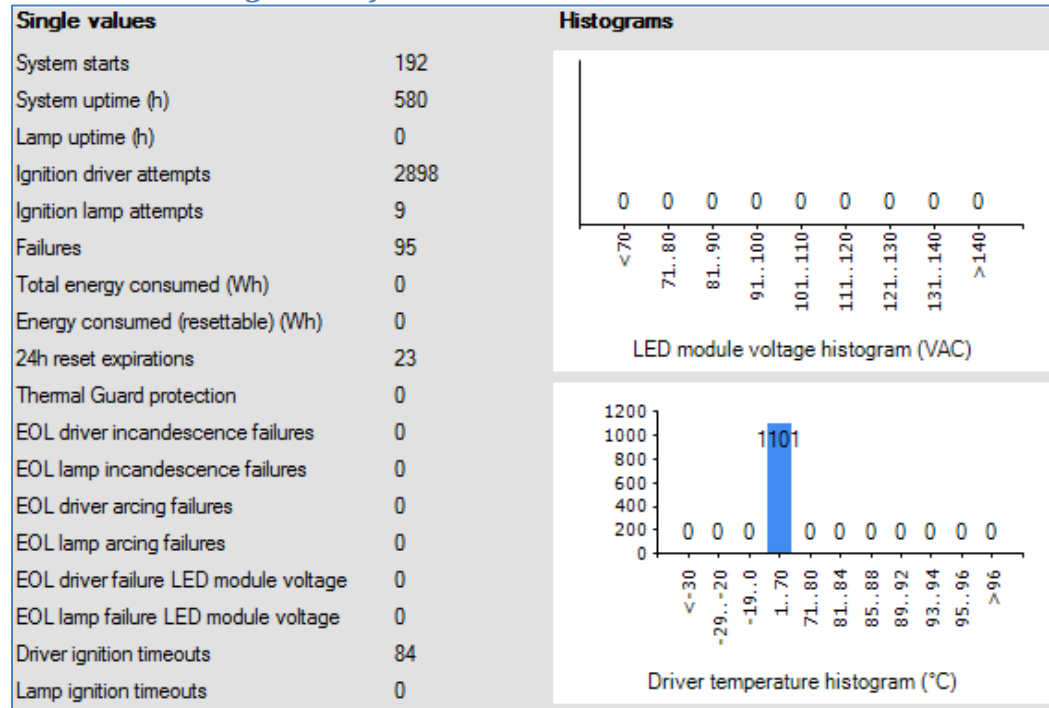 Single values
System starts 192
System uptime (h) 580
Lamp uptime (h) 0
Ignition driver attempts 2898
Ignition lamp attempts 9
Failures 95
Total energy consumed (Wh) 0
Energy consumed (resettable) (Wh) 0
24h reset expirations 23
Thermal Guard protection 0
EOL driver incandescence failures 0
EOL lamp incandescence failures 0
EOL driver arcing failures 0
EOL lamp arcing failures 0
EOL driver failure LED module voltage 0
EOL lamp failure LED module voltage 0
Driver ignition timeouts 84
Lamp ignition timeouts 0
Histograms
0 0 0 0 0 0 0 0 0
<70 71..80 81..90 91..100 101..110 111..120 121..130 131..140 >140
LED module voltage histogram (VAC)
1200
1000
800
600
400
200
0
1101
0 0 0 0 0 0 0 0 0 0
<-30 -29..-20 -19..0 1..70 71..80 81..84 85..88 89..92 93..94 95..96 >96
Driver temperature histogram (°C)